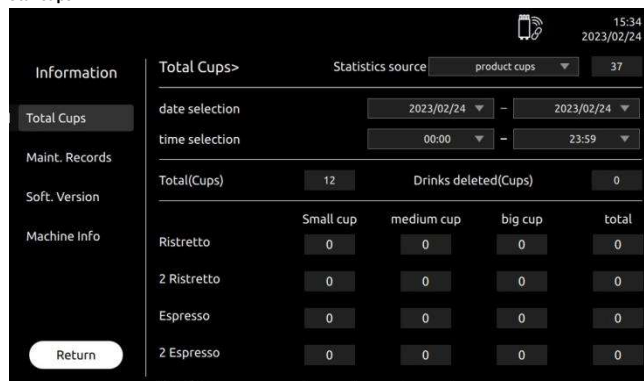 15:34
2023/02/24
Information
Total Cups
Maint. Records
Soft. Version
Machine Info
Return
Total Cups> Statistics source product cups 37
date selection 2023/02/24 – 2023/02/24
time selection 00:00 – 23:59
Total(Cups) 12 Drinks deleted(Cups) 0
Small cup medium cup big cup total
Ristretto 0 0 0 0
2 Ristretto 0 0 0 0
Espresso 0 0 0 0
2 Espresso 0 0 0 0